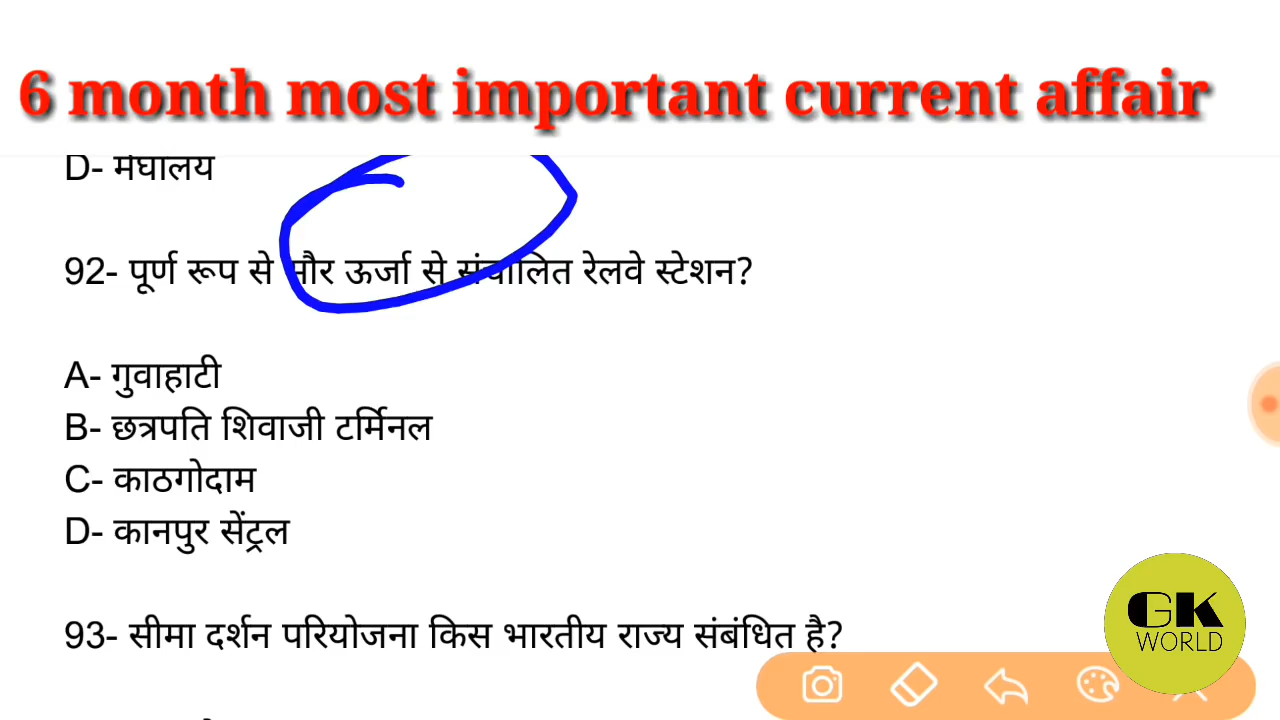 6 month most important current affair
D- मेघालय
92- पूर्ण रूप से सौर ऊर्जा से संचालित रेलवे स्टेशन?
A- गुवाहाटी
B- छत्रपति शिवाजी टर्मिनल
C- काठगोदाम
D- कानपुर सेंट्रल
93- सीमा दर्शन परियोजना किस भारतीय राज्य संबंधित है?
GK
WORLD